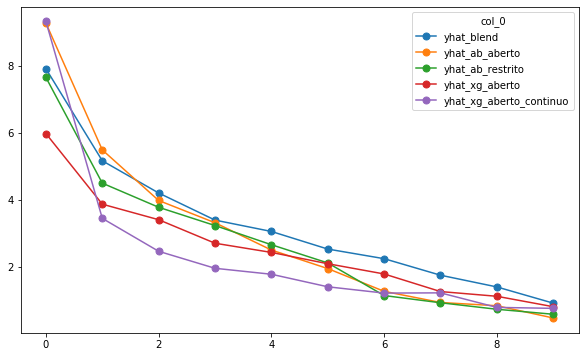 col_0
yhat_blend
yhat_ab_aberto
yhat_ab_restrito
yhat_xg_aberto
yhat_xg_aberto_continuo
8
6
4
2
0 2 4 6 8